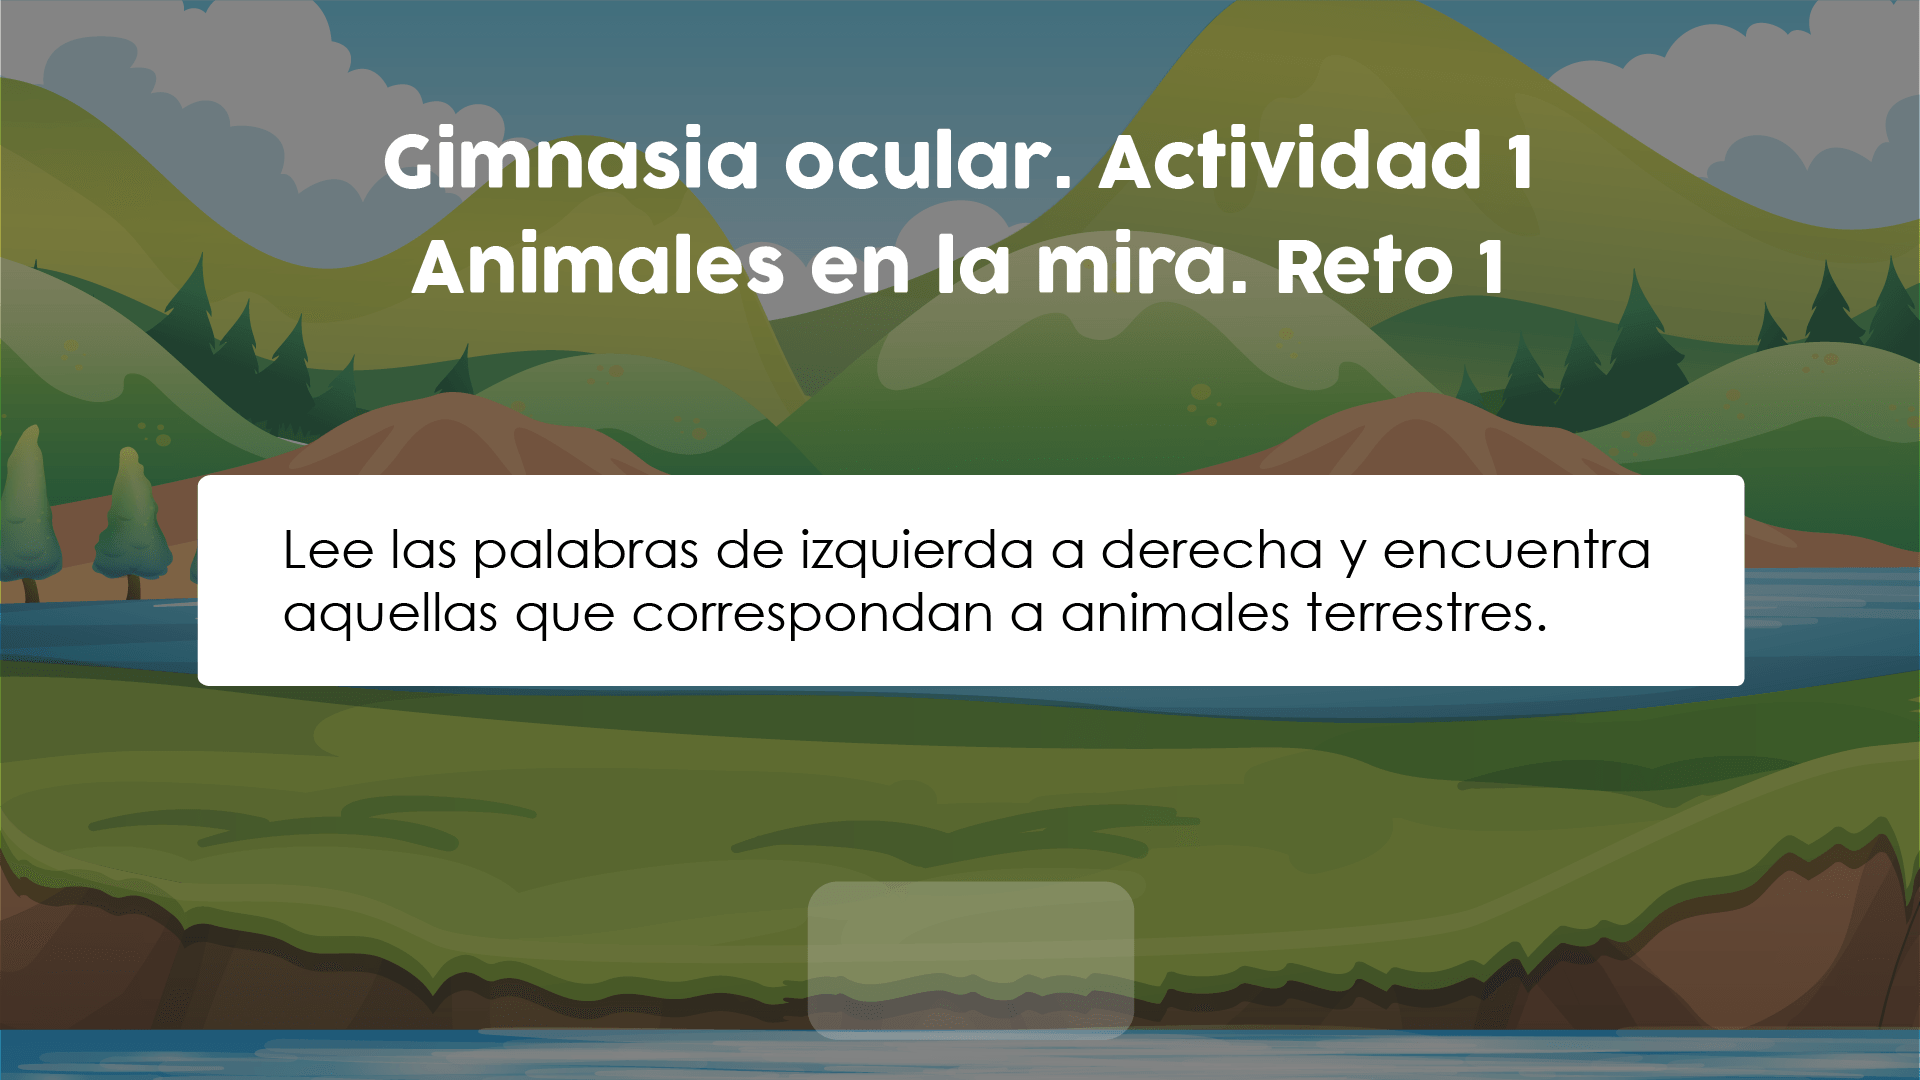 Gimnasia ocular. Actividad 1
Animales en la mira. Reto 1
Lee las palabras de izquierda a derecha y encuentra
aquellas que correspondan a animales terrestres.